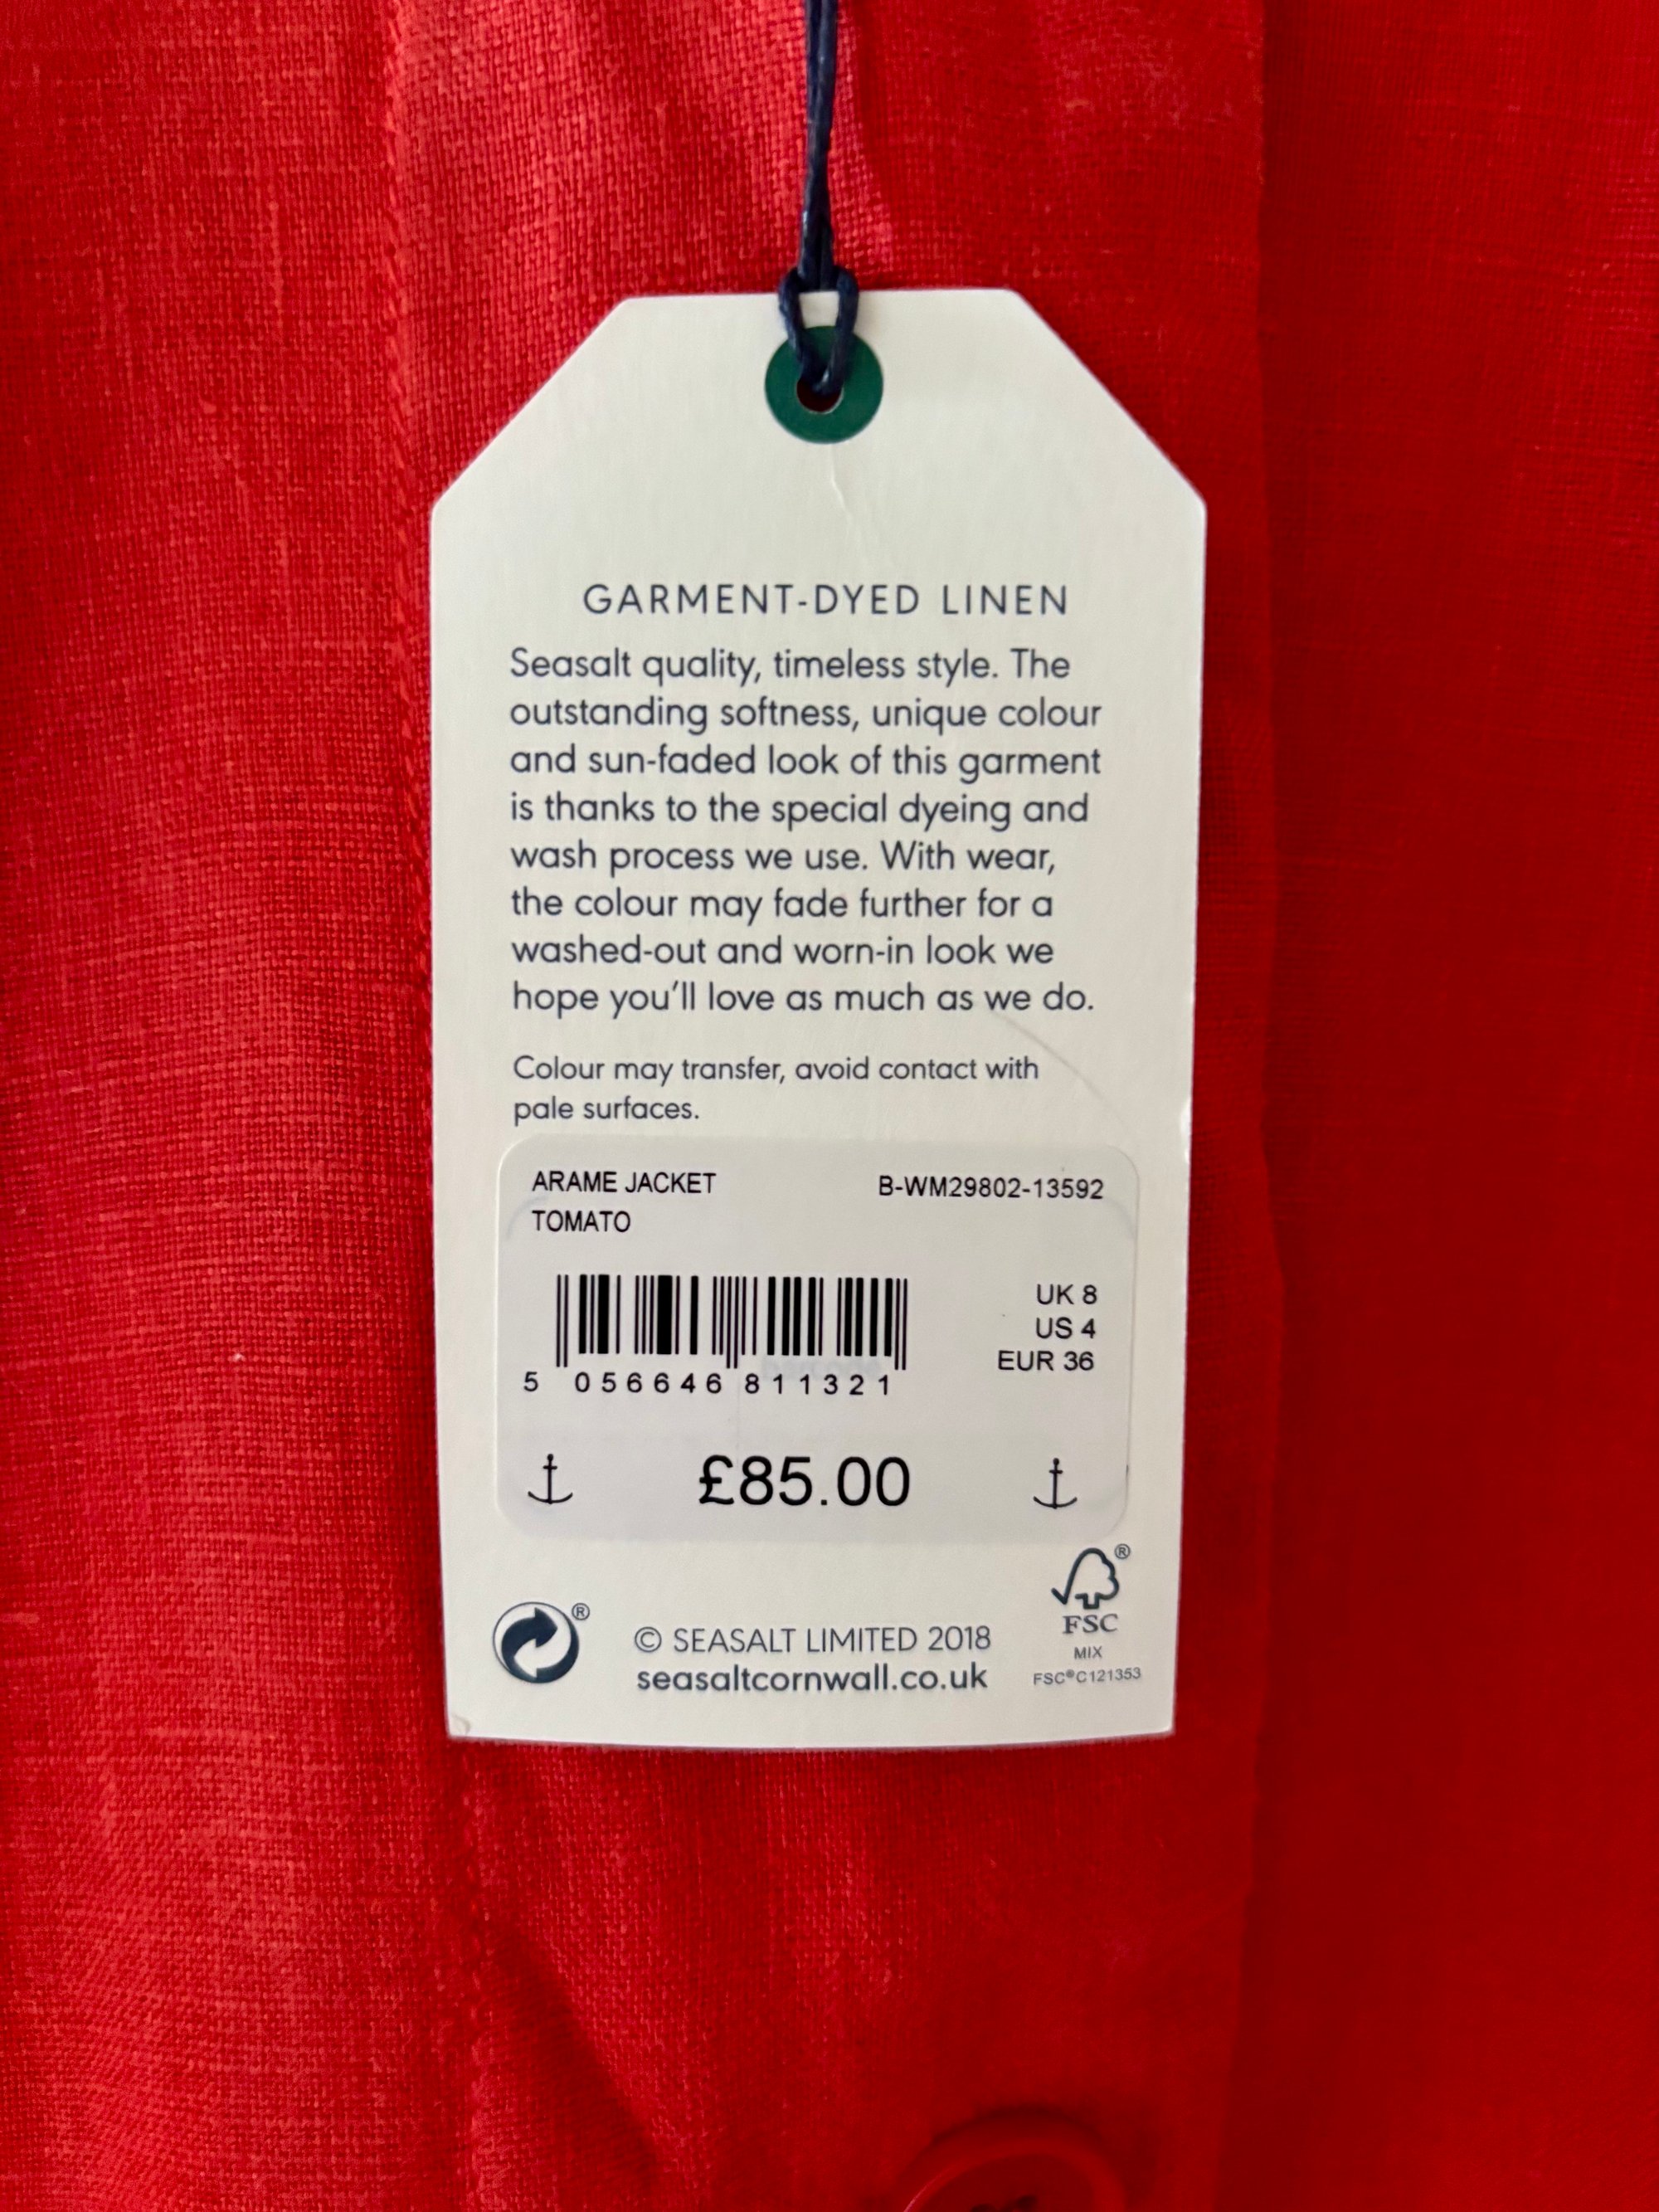 GARMENT-DYED LINEN
Seasalt quality, timeless style. The
outstanding softness, unique colour
and sun-faded look of this garment
is thanks to the special dyeing and
wash process we use. With wear,
the colour may fade further for a
washed-out and worn-in look we
hope you'll love as much as we do.
Colour may transfer, avoid contact with
pale surfaces.
ARAME JACKET B-WM29802-13592
TOMATO
UK 8
US 4
EUR 36
5 056646 811321
£85.00
®
FSC
MIX
FSC®C121353
®
© SEASALT LIMITED 2018
seasaltcornwall.co.uk